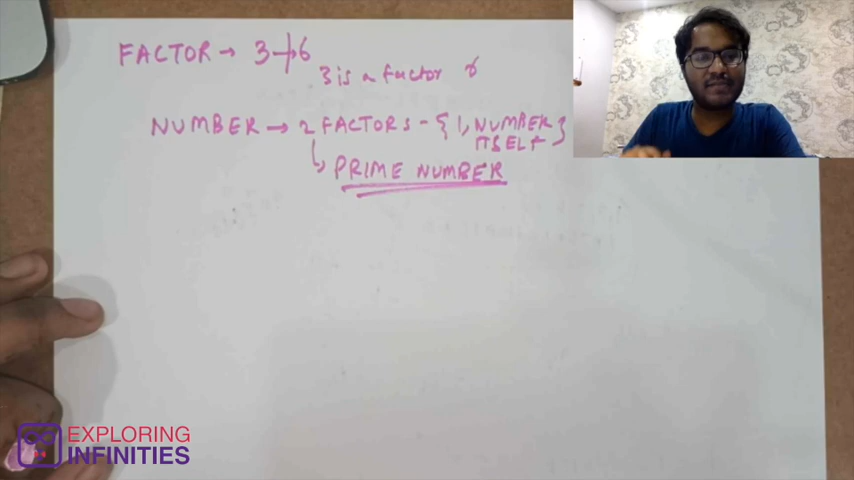 FACTOR → 3 → 6
3 is a factor of
NUMBER → 2 FACTORS - {1, NUMBER ITSELF}
↳ PRIME NUMBER
EXPLORING
INFINITIES